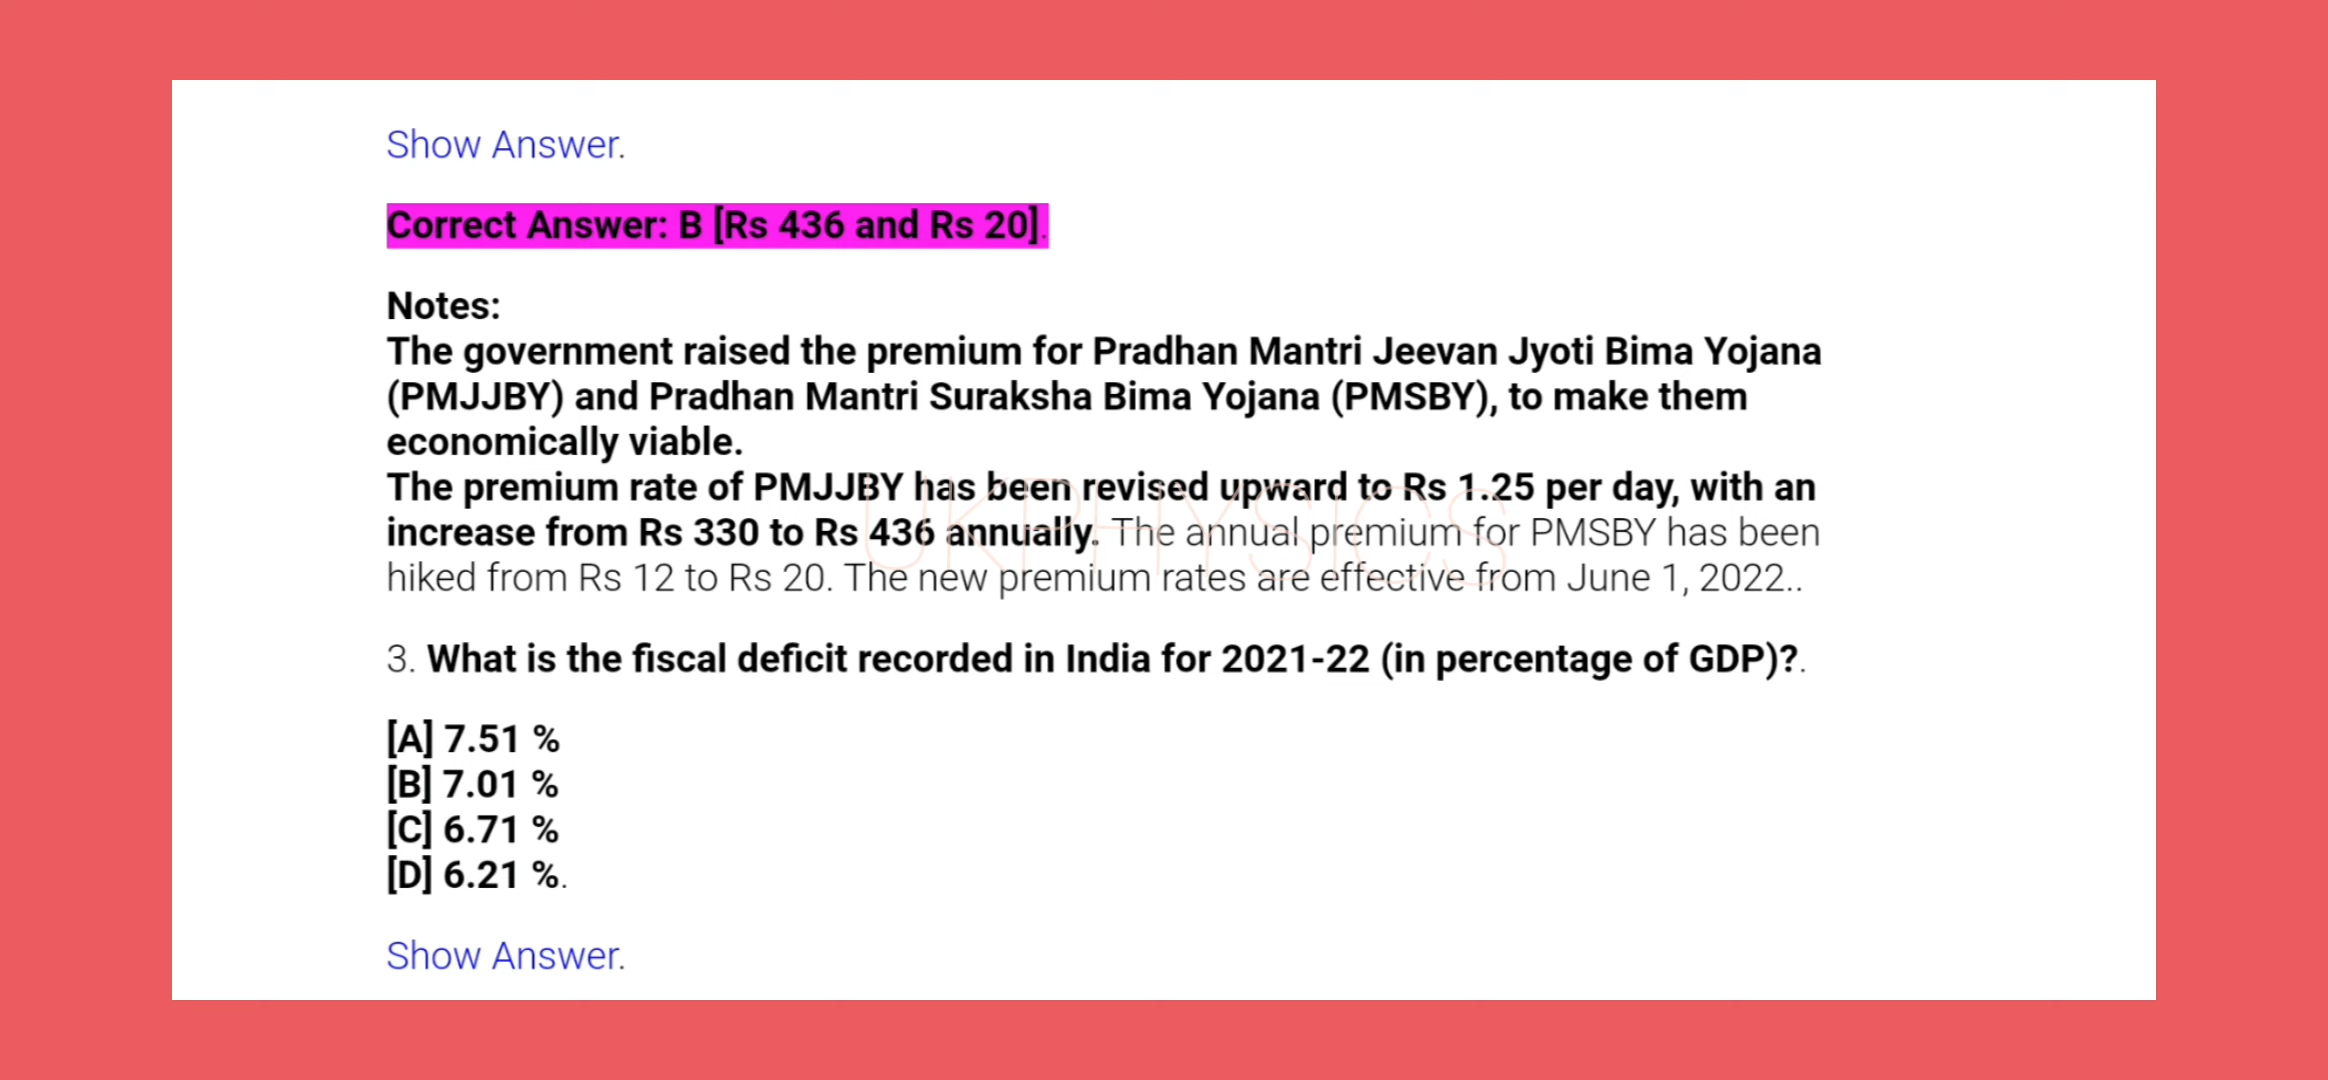 Show Answer.
Correct Answer: B [Rs 436 and Rs 20].
Notes:
The government raised the premium for Pradhan Mantri Jeevan Jyoti Bima Yojana
(PMJJBY) and Pradhan Mantri Suraksha Bima Yojana (PMSBY), to make them
economically viable.
The premium rate of PMJJBY has been revised upward to Rs 1.25 per day, with an
increase from Rs 330 to Rs 436 annually. The annual premium for PMSBY has been
hiked from Rs 12 to Rs 20. The new premium rates are effective from June 1, 2022..
UKPHYSICS
3. What is the fiscal deficit recorded in India for 2021-22 (in percentage of GDP)?.
[A] 7.51 %
[B] 7.01 %
[C] 6.71 %
[D] 6.21 %.
Show Answer.